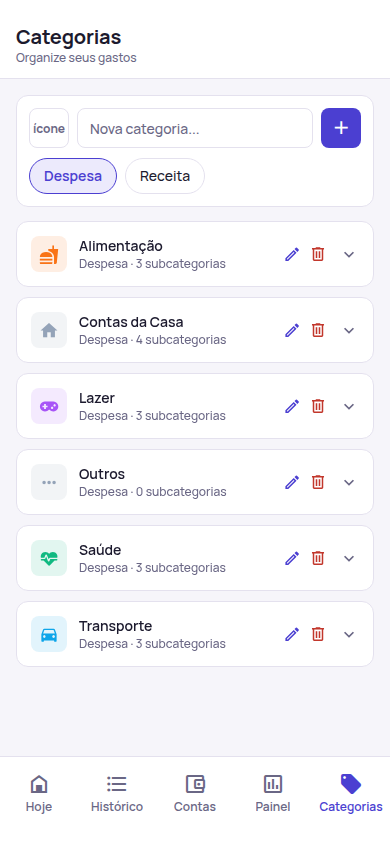 Categorias
Organize seus gastos
ícone
Nova categoria...
Despesa
Receita
Alimentação
Despesa · 3 subcategorias
Contas da Casa
Despesa · 4 subcategorias
Lazer
Despesa · 3 subcategorias
Outros
Despesa · 0 subcategorias
Saúde
Despesa · 3 subcategorias
Transporte
Despesa · 3 subcategorias
Hoje
Histórico
Contas
Painel
Categorias